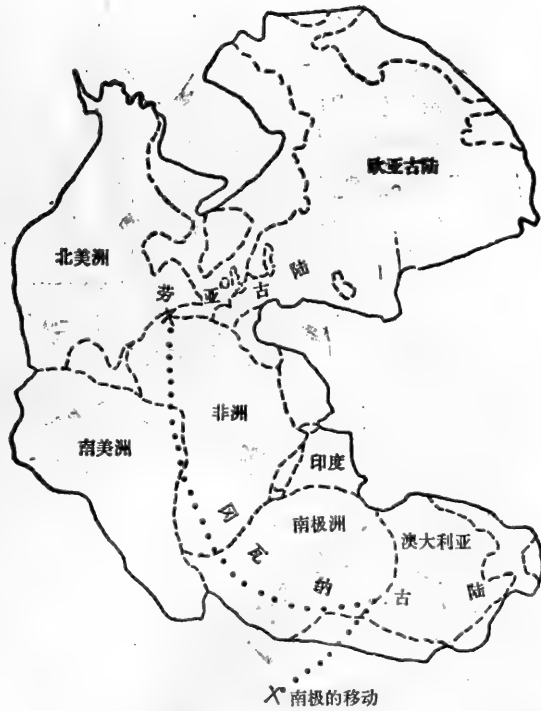 欧亚古陆
北美洲
劳亚古陆
非洲
南美洲
印度
南极洲
澳大利亚
冈瓦纳古陆
X 南极的移动